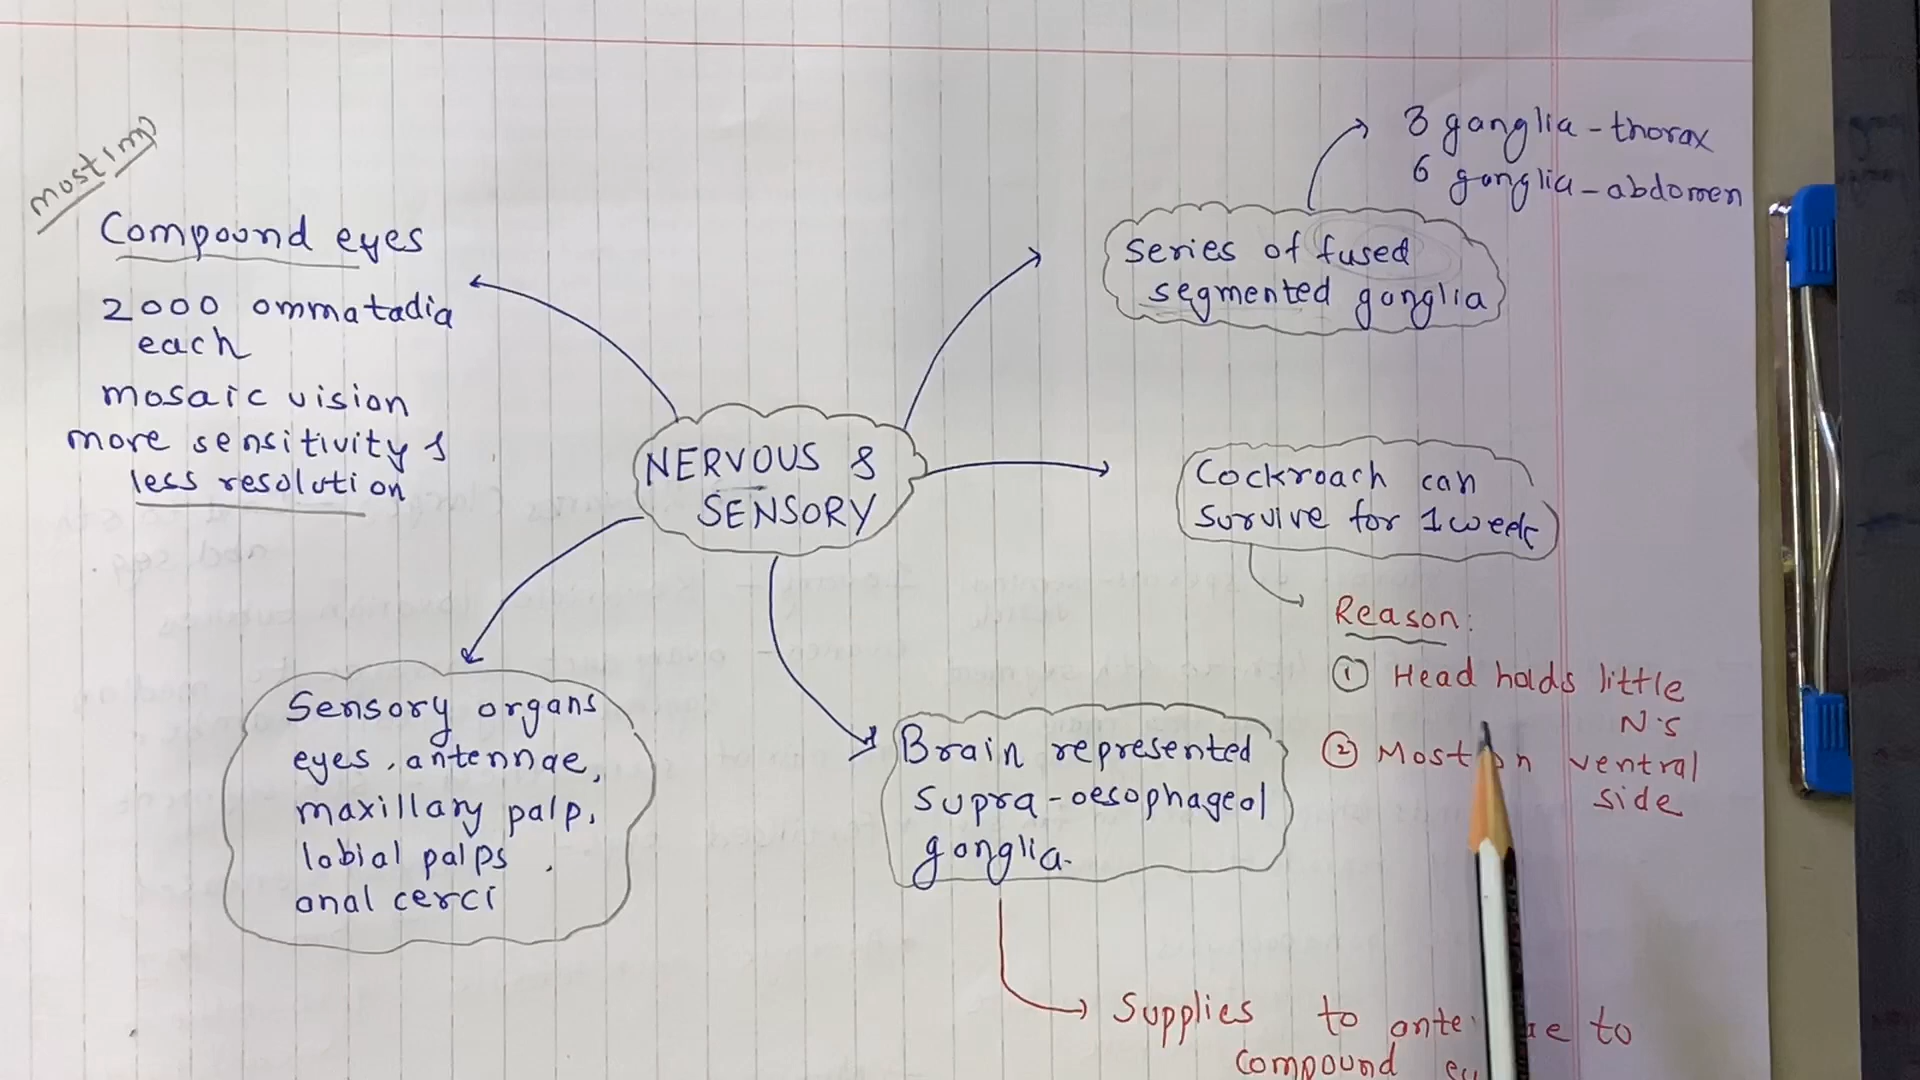 most imp
Compound eyes
2000 ommatadia
each
mosaic vision
more sensitivity &
less resolution
NERVOUS &
SENSORY
3 ganglia - thorax
6 ganglia - abdomen
series of fused
segmented ganglia
Cockroach can
survive for 1 week
Reason:
① Head holds little
N.S
② Most on ventral
side
Sensory organs
eyes, antennae,
maxillary palp,
labial palps
anal cerci
Brain represented
supra-oesophageal
ganglia.
Supplies to to
compound